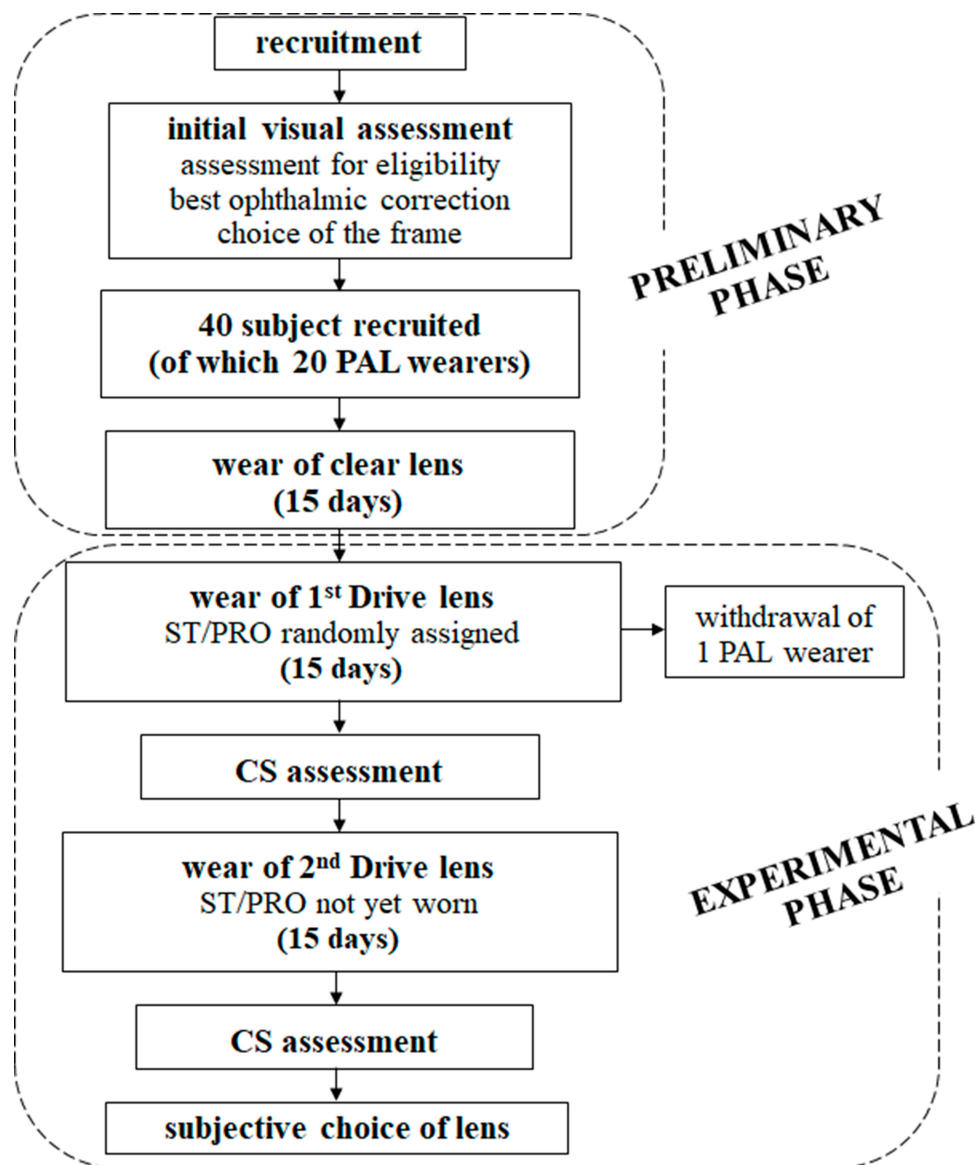 recruitment
initial visual assessment
assessment for eligibility
best ophthalmic correction
choice of the frame
PRELIMINARY
PHASE
40 subject recruited
(of which 20 PAL wearers)
wear of clear lens
(15 days)
wear of 1st Drive lens
ST/PRO randomly assigned
(15 days)
withdrawal of
1 PAL wearer
CS assessment
wear of 2nd Drive lens
ST/PRO not yet worn
(15 days)
EXPERIMENTAL
PHASE
CS assessment
subjective choice of lens